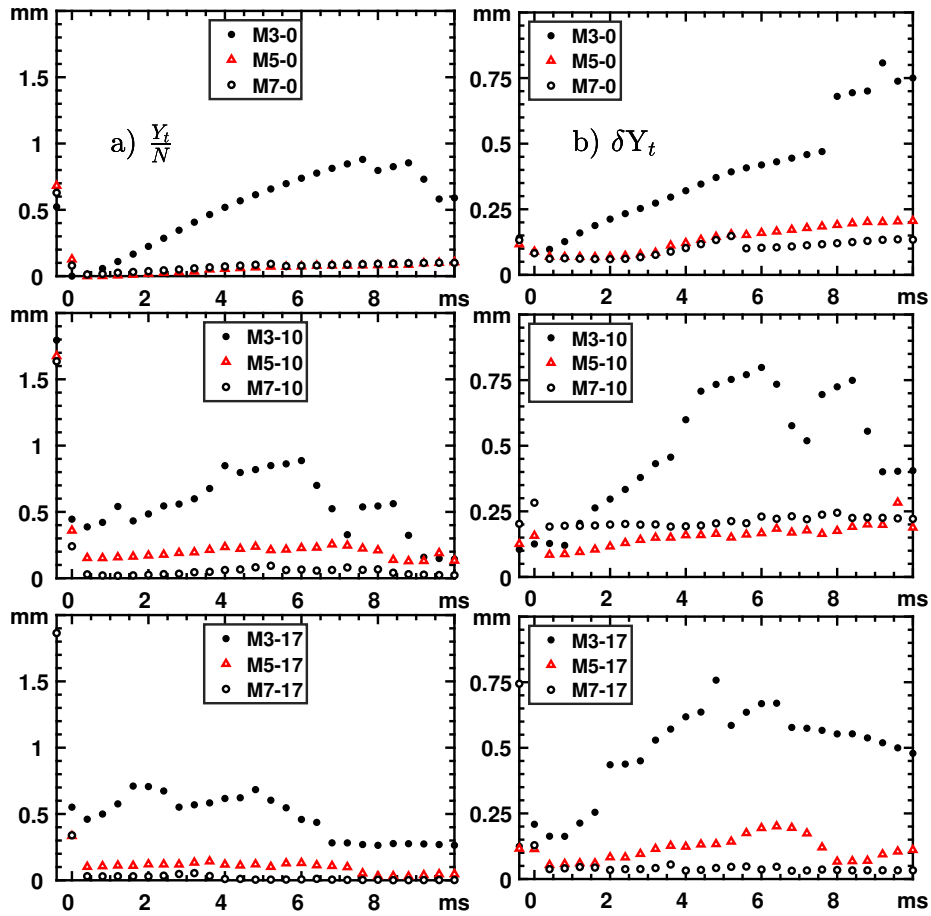 mm mm
M3-0
M5-0
M7-0
a) Y_t/N
1.5
1
0.5
0
0 2 4 6 8 ms
M3-0
M5-0
M7-0
b) δY_t
0.75
0.5
0.25
0
0 2 4 6 8 ms
mm mm
M3-10
M5-10
M7-10
1.5
1
0.5
0
0 2 4 6 8 ms
M3-10
M5-10
M7-10
0.75
0.5
0.25
0
0 2 4 6 8 ms
mm mm
M3-17
M5-17
M7-17
1.5
1
0.5
0
0 2 4 6 8 ms
M3-17
M5-17
M7-17
0.75
0.5
0.25
0
0 2 4 6 8 ms